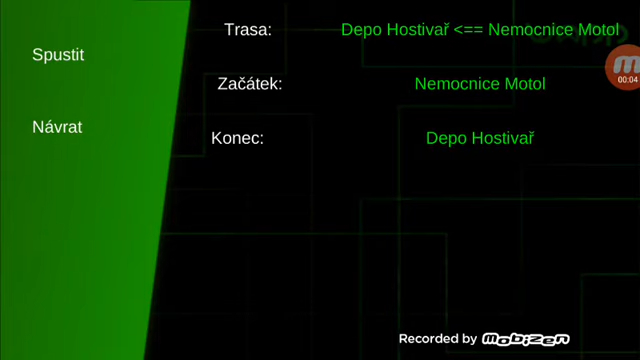 Spustit
Návrat
Trasa: Depo Hostivař <== Nemocnice Motol
Začátek: Nemocnice Motol
Konec: Depo Hostivař
00:04
Recorded by mobizen